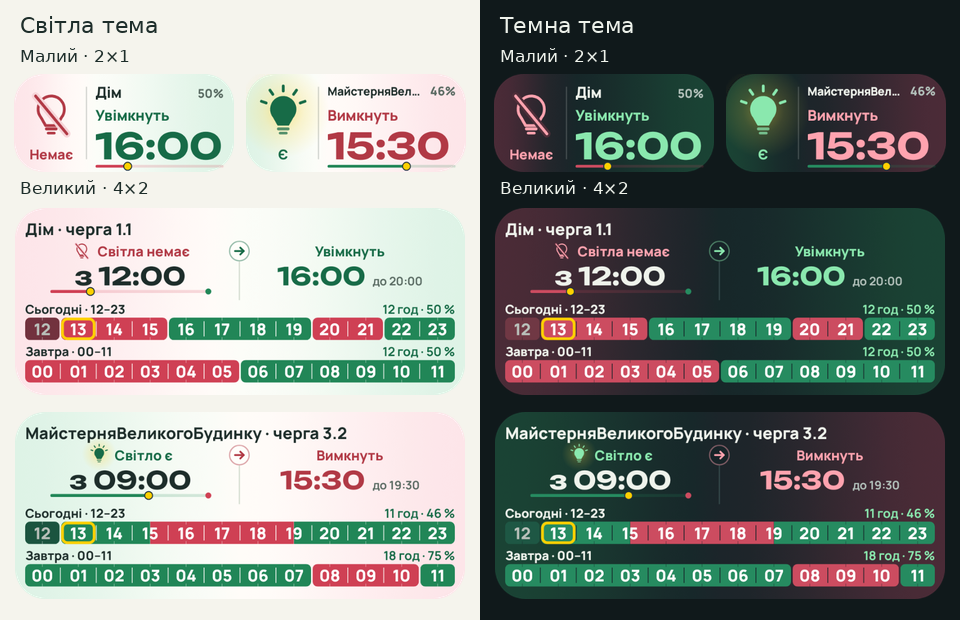 Світла тема
Малий · 2×1
Немає
Дім 50%
Увімкнуть
16:00
Є
МайстерняВел... 46%
Вимкнуть
15:30
Великий · 4×2
Дім · черга 1.1
Світла немає
з 12:00
Увімкнуть
16:00 до 20:00
Сьогодні · 12–23 12 год · 50 %
12 13 14 15 16 17 18 19 20 21 22 23
Завтра · 00–11 12 год · 50 %
00 01 02 03 04 05 06 07 08 09 10 11
МайстерняВеликогоБудинку · черга 3.2
Світло є
з 09:00
Вимкнуть
15:30 до 19:30
Сьогодні · 12–23 11 год · 46 %
12 13 14 15 16 17 18 19 20 21 22 23
Завтра · 00–11 18 год · 75 %
00 01 02 03 04 05 06 07 08 09 10 11
Темна тема
Малий · 2×1
Немає
Дім 50%
Увімкнуть
16:00
Є
МайстерняВел... 46%
Вимкнуть
15:30
Великий · 4×2
Дім · черга 1.1
Світла немає
з 12:00
Увімкнуть
16:00 до 20:00
Сьогодні · 12–23 12 год · 50 %
12 13 14 15 16 17 18 19 20 21 22 23
Завтра · 00–11 12 год · 50 %
00 01 02 03 04 05 06 07 08 09 10 11
МайстерняВеликогоБудинку · черга 3.2
Світло є
з 09:00
Вимкнуть
15:30 до 19:30
Сьогодні · 12–23 11 год · 46 %
12 13 14 15 16 17 18 19 20 21 22 23
Завтра · 00–11 18 год · 75 %
00 01 02 03 04 05 06 07 08 09 10 11